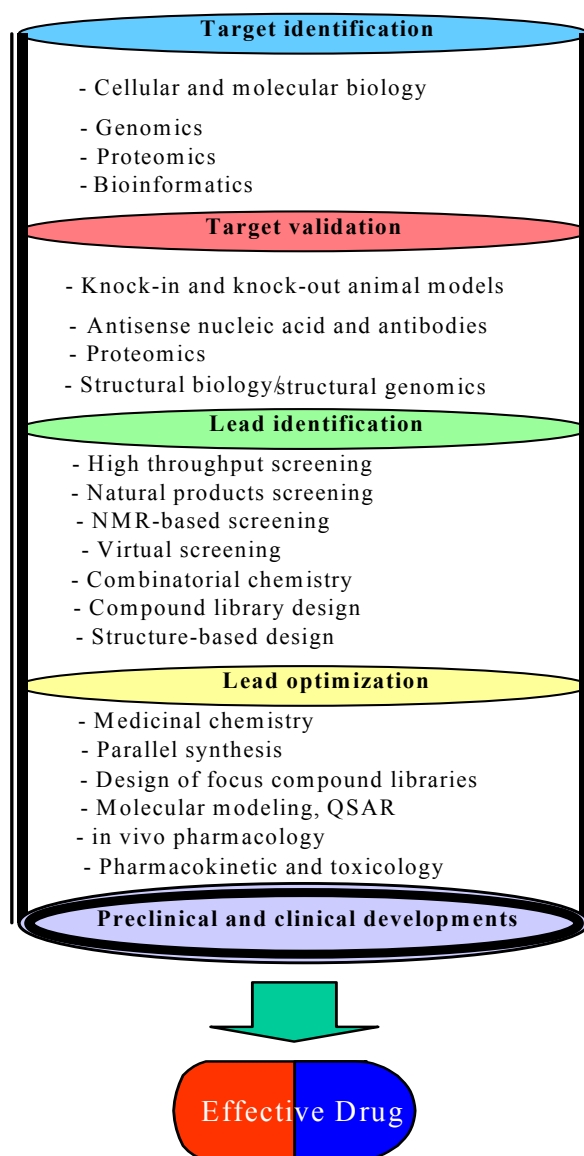 Target identification
- Cellular and molecular biology
- Genomics
- Proteomics
- Bioinformatics
Target validation
- Knock-in and knock-out animal models
- Antisense nucleic acid and antibodies
- Proteomics
- Structural biology/structural genomics
Lead identification
- High throughput screening
- Natural products screening
- NMR-based screening
- Virtual screening
- Combinatorial chemistry
- Compound library design
- Structure-based design
Lead optimization
- Medicinal chemistry
- Parallel synthesis
- Design of focus compound libraries
- Molecular modeling, QSAR
- in vivo pharmacology
- Pharmacokinetic and toxicology
Preclinical and clinical developments
Effective Drug